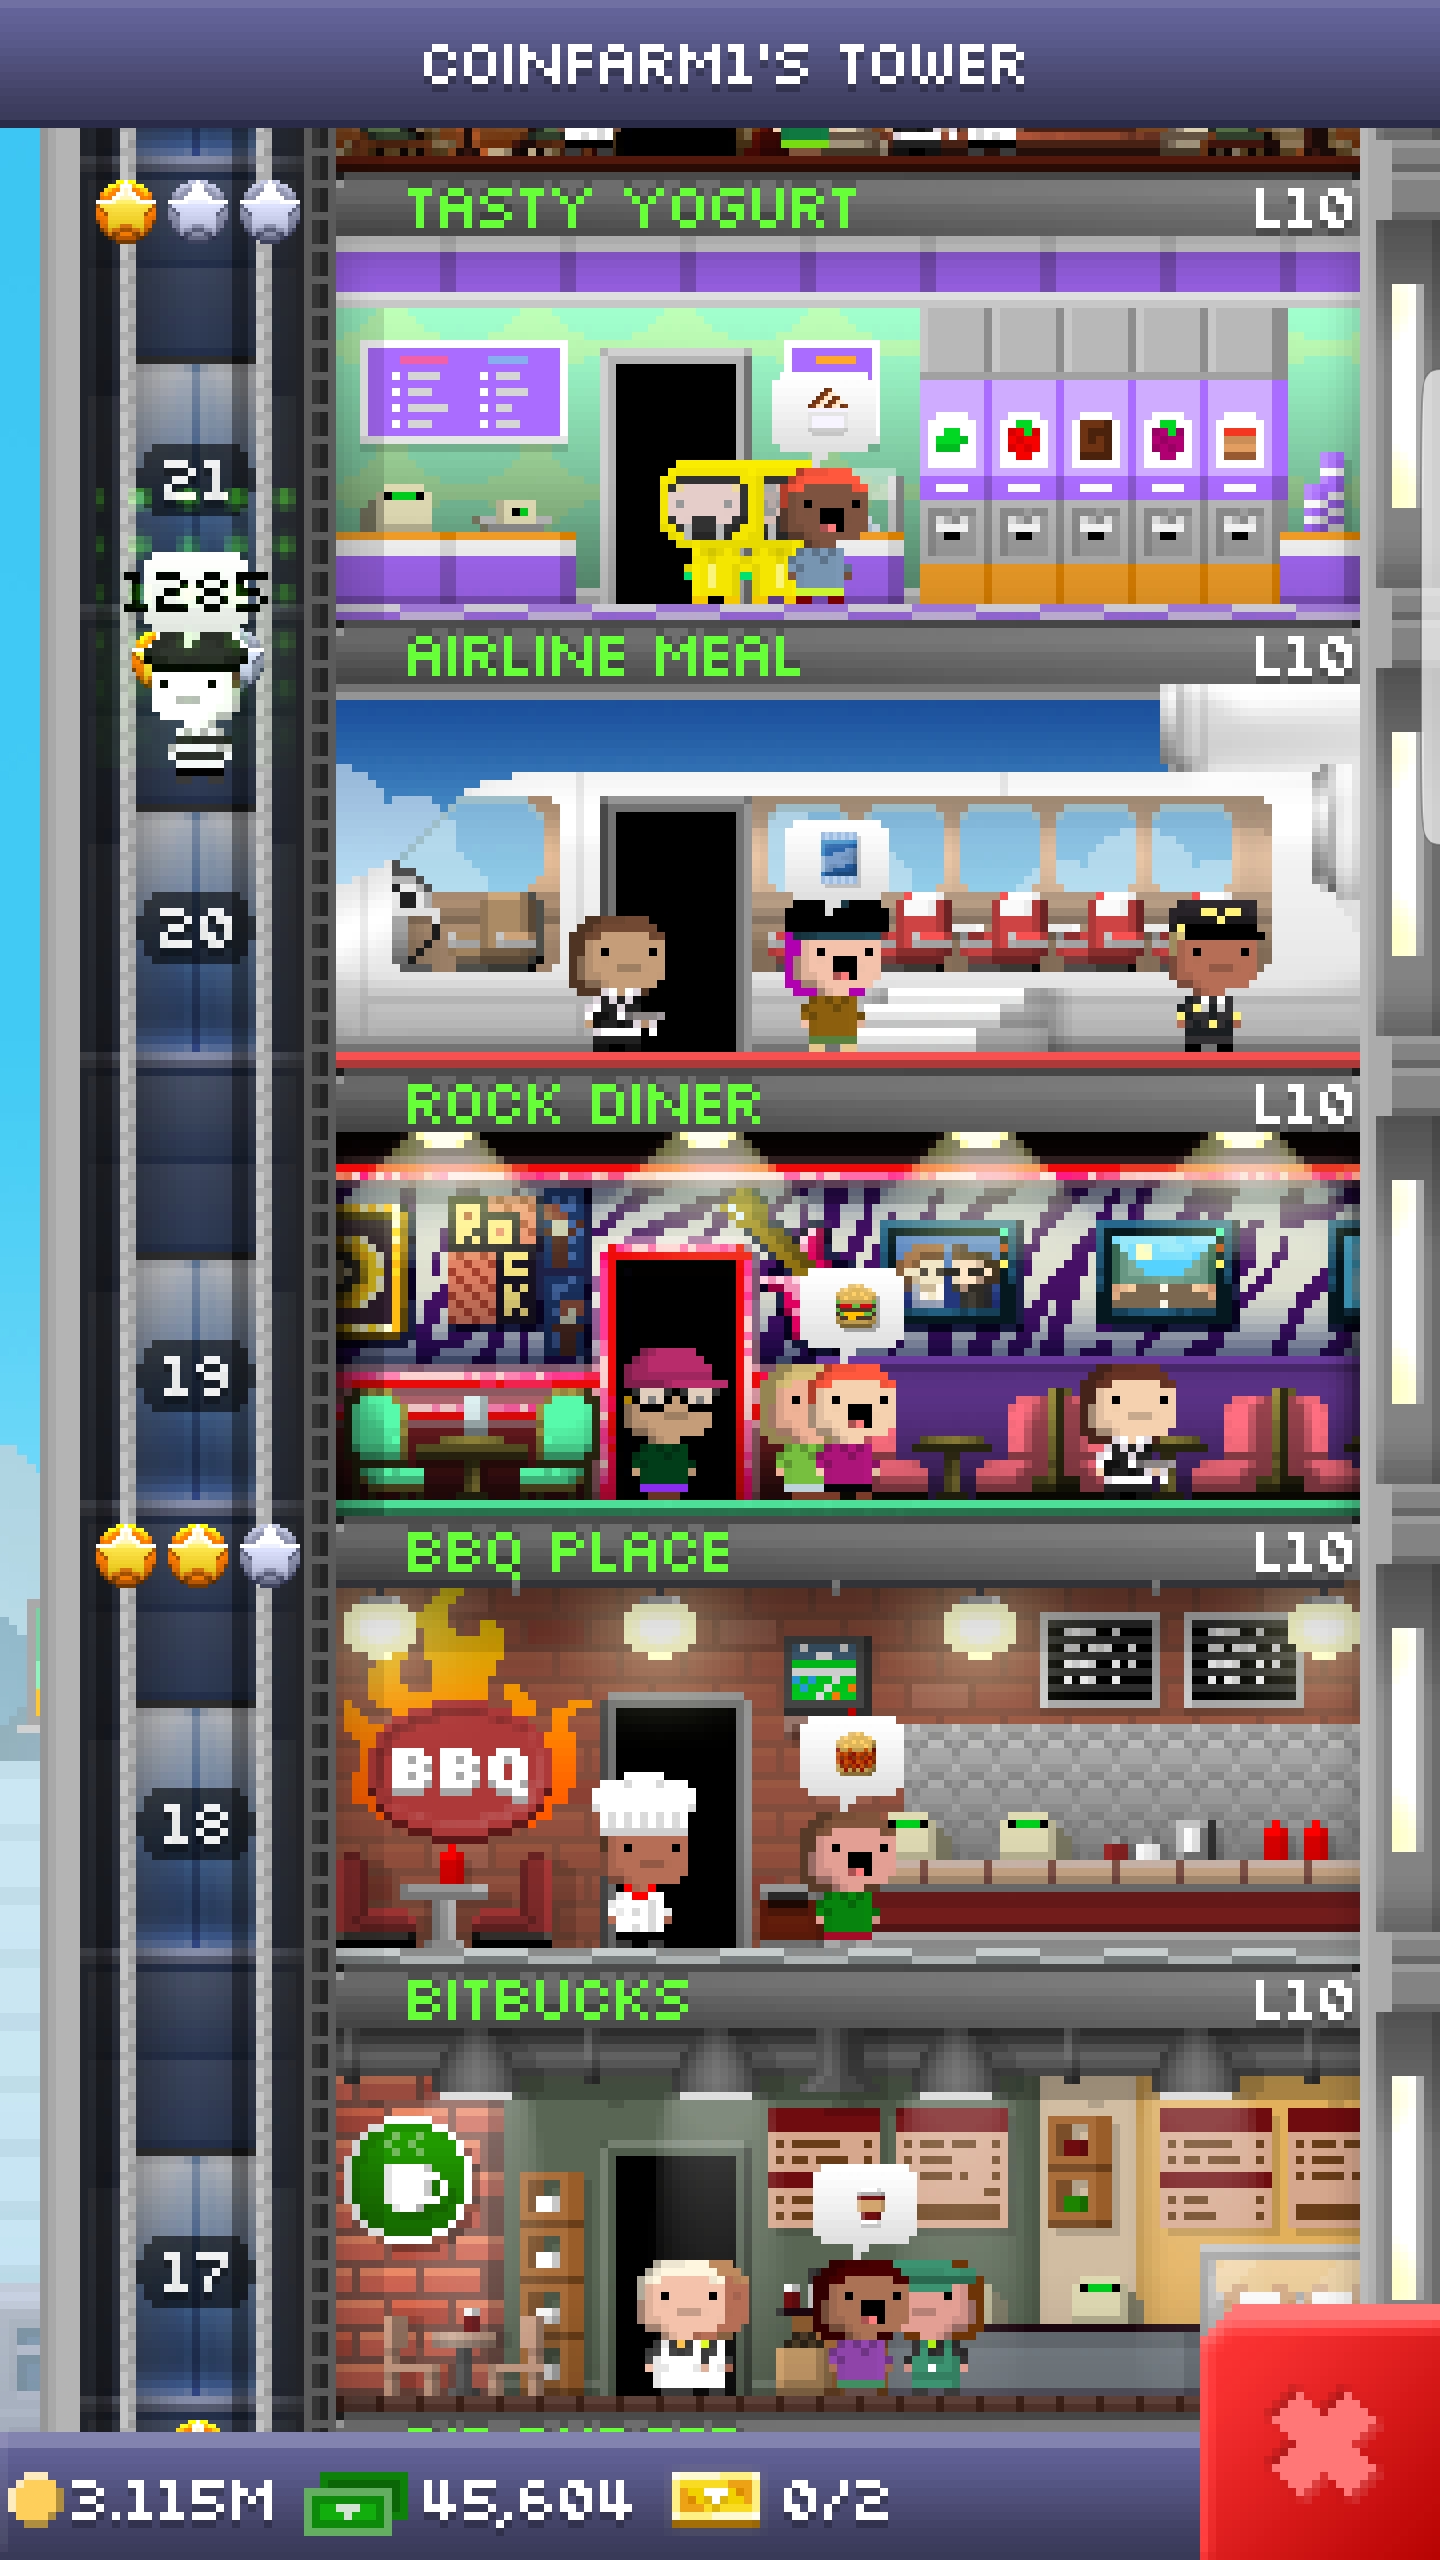 COINFARM1'S TOWER
TASTY YOGURT L10
21
1285
AIRLINE MEAL L10
20
ROCK DINER L10
ROCK
19
BBQ PLACE L10
BBQ
18
BITBUCKS L10
17
3.115M 45,604 0/2